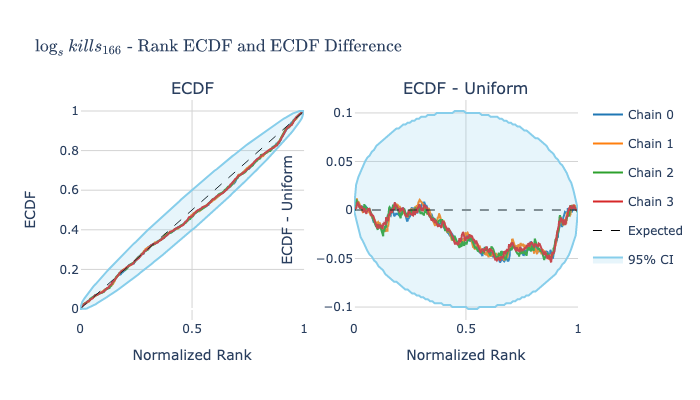 log_s kills_166 - Rank ECDF and ECDF Difference
ECDF
ECDF - Uniform
1
0.8
0.6
0.4
0.2
0
0
0.5
1
ECDF
Normalized Rank
0.1
0.05
0
−0.05
−0.1
0
0.5
1
ECDF - Uniform
Normalized Rank
Chain 0
Chain 1
Chain 2
Chain 3
Expected
95% CI